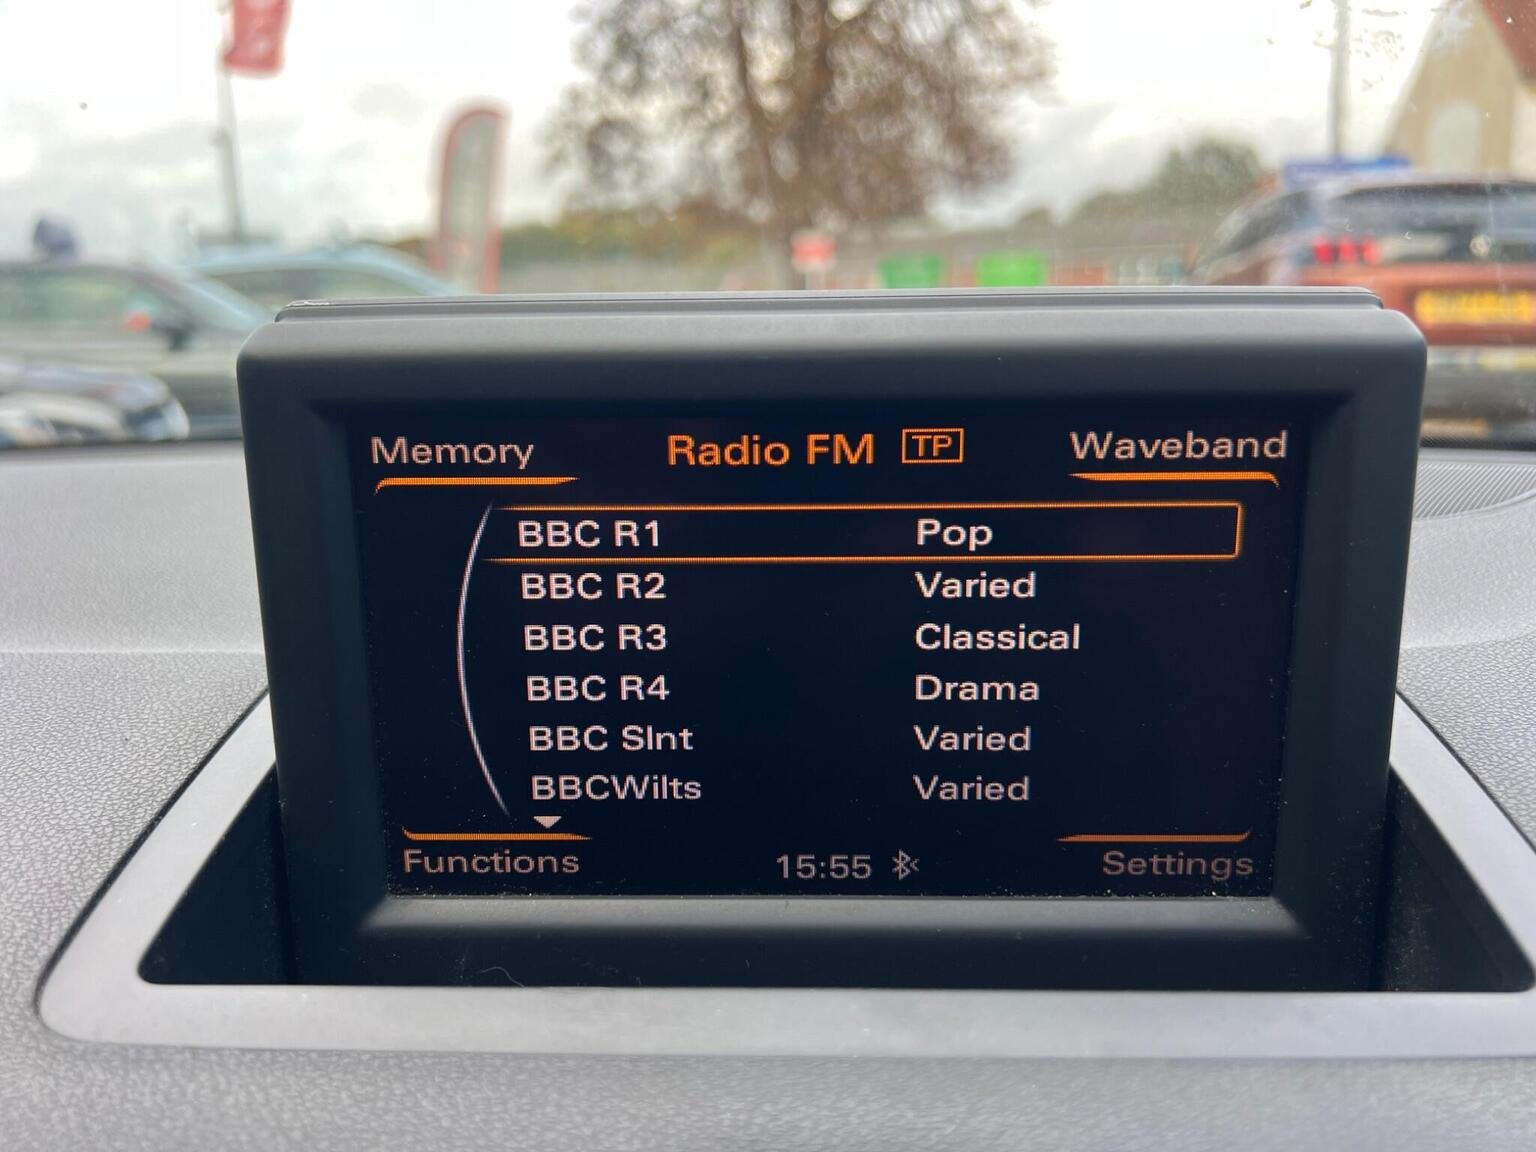 Memory Radio FM TP Waveband
BBC R1 Pop
BBC R2 Varied
BBC R3 Classical
BBC R4 Drama
BBC Slnt Varied
BBCWilts Varied
Functions 15:55 Settings